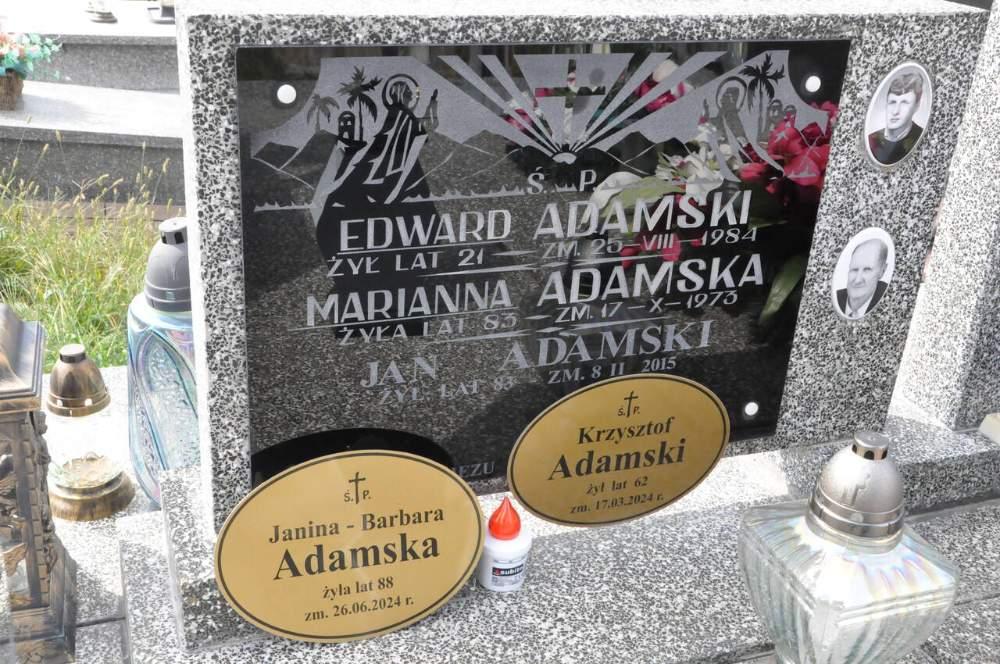 Ś. P.
EDWARD ADAMSKI
ŻYŁ LAT 21 ZM. 25-VIII-1984
MARIANNA ADAMSKA
ŻYŁA LAT 83 ZM. 17-X-1973
JAN ADAMSKI
ŻYŁ LAT 83 ZM. 8 II 2015
Ś. P.
Krzysztof
Adamski
żył lat 62
zm. 17.03.2024 r.
Ś. P.
Janina - Barbara
Adamska
żyła lat 88
zm. 26.06.2024 r.
subito